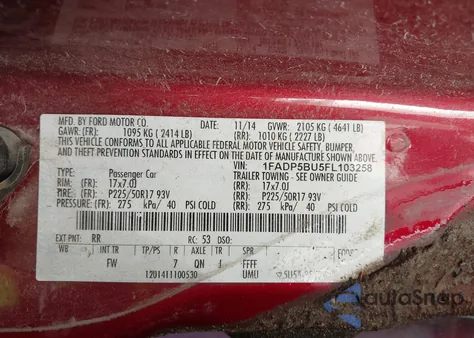 MFD. BY FORD MOTOR CO.
DATE: 11/14 GVWR: 2105 KG (4641 LB)
GAWR: (FR) 1095 KG (2414 LB) (RR) 1010 KG (2227 LB)
THIS VEHICLE CONFORMS TO ALL APPLICABLE FEDERAL MOTOR VEHICLE
SAFETY, BUMPER, AND THEFT PREVENTION STANDARDS IN EFFECT ON THE DATE OF
MANUFACTURE SHOWN ABOVE.
VIN: 1FADP5BU5FL103258
TYPE: Passenger Car TRAILER TOWING - SEE OWNER GUIDE
RIM: (FR) 17x7.0J (RR) 17x7.0J
TIRE: P225/50R17 93V P225/50R17 93V
PRESSURE: (FR) 275 kPa/ 40 PSI COLD (RR) 275 kPa/ 40 PSI COLD
EXT PNT: RR RC: 53 DSO:
WB INT TR TP/PS R AXLE TR SPR
FW 7 QN FFFF
12014111100530 UMU
AutoSnap